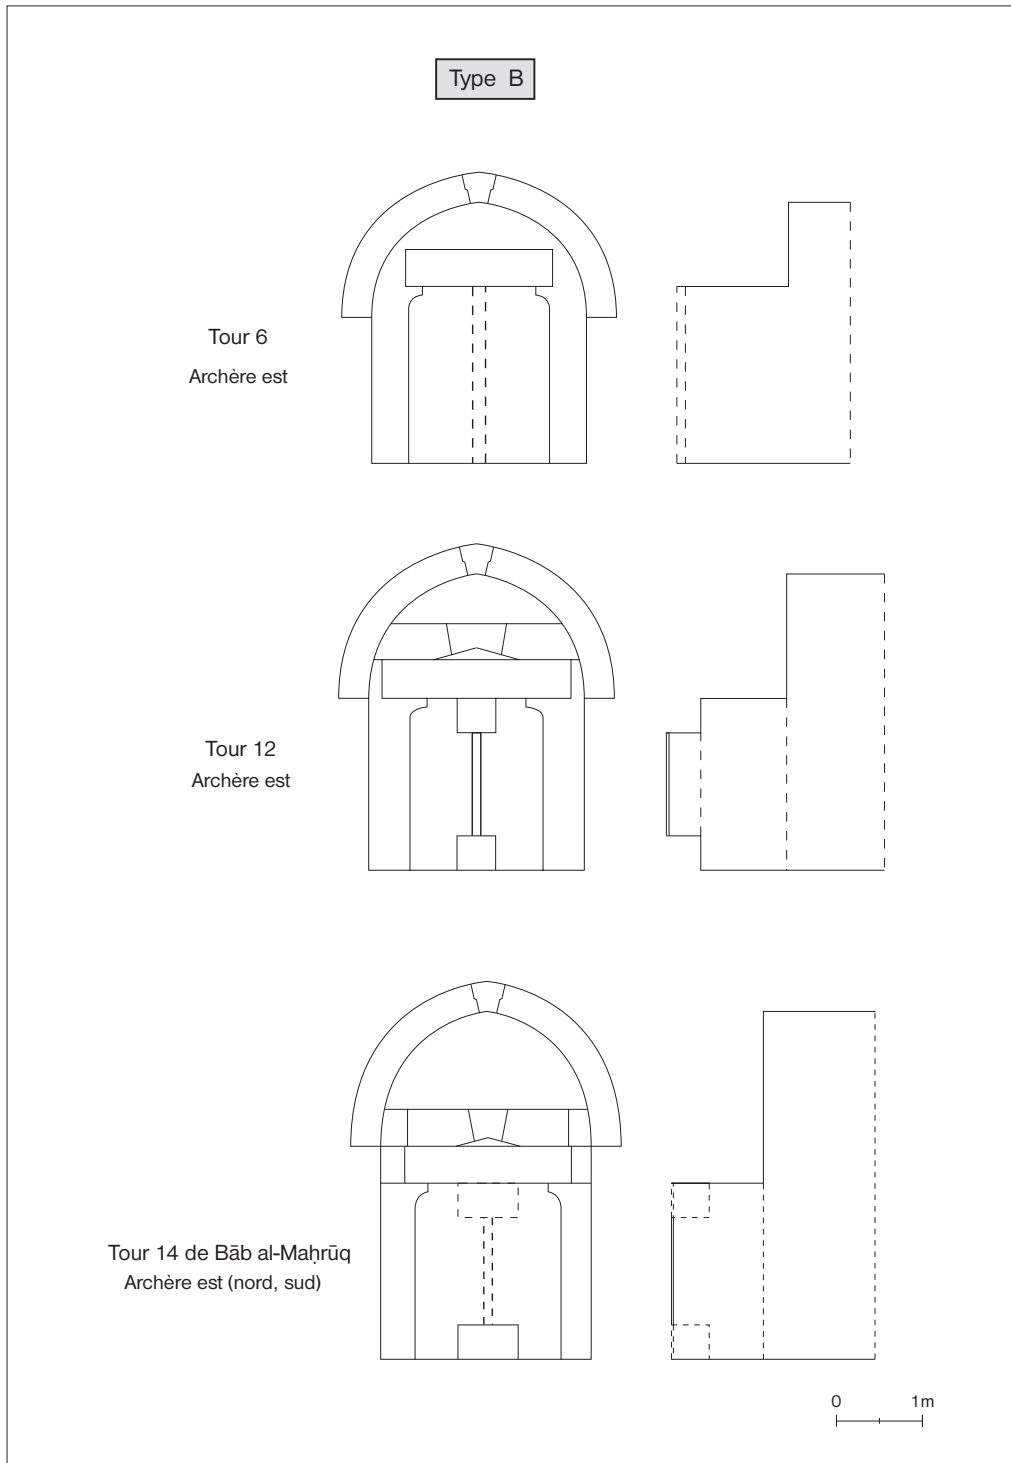 Type B
Tour 6
Archère est
Tour 12
Archère est
Tour 14 de Bāb al-Maḥrūq
Archère est (nord, sud)
0 1m